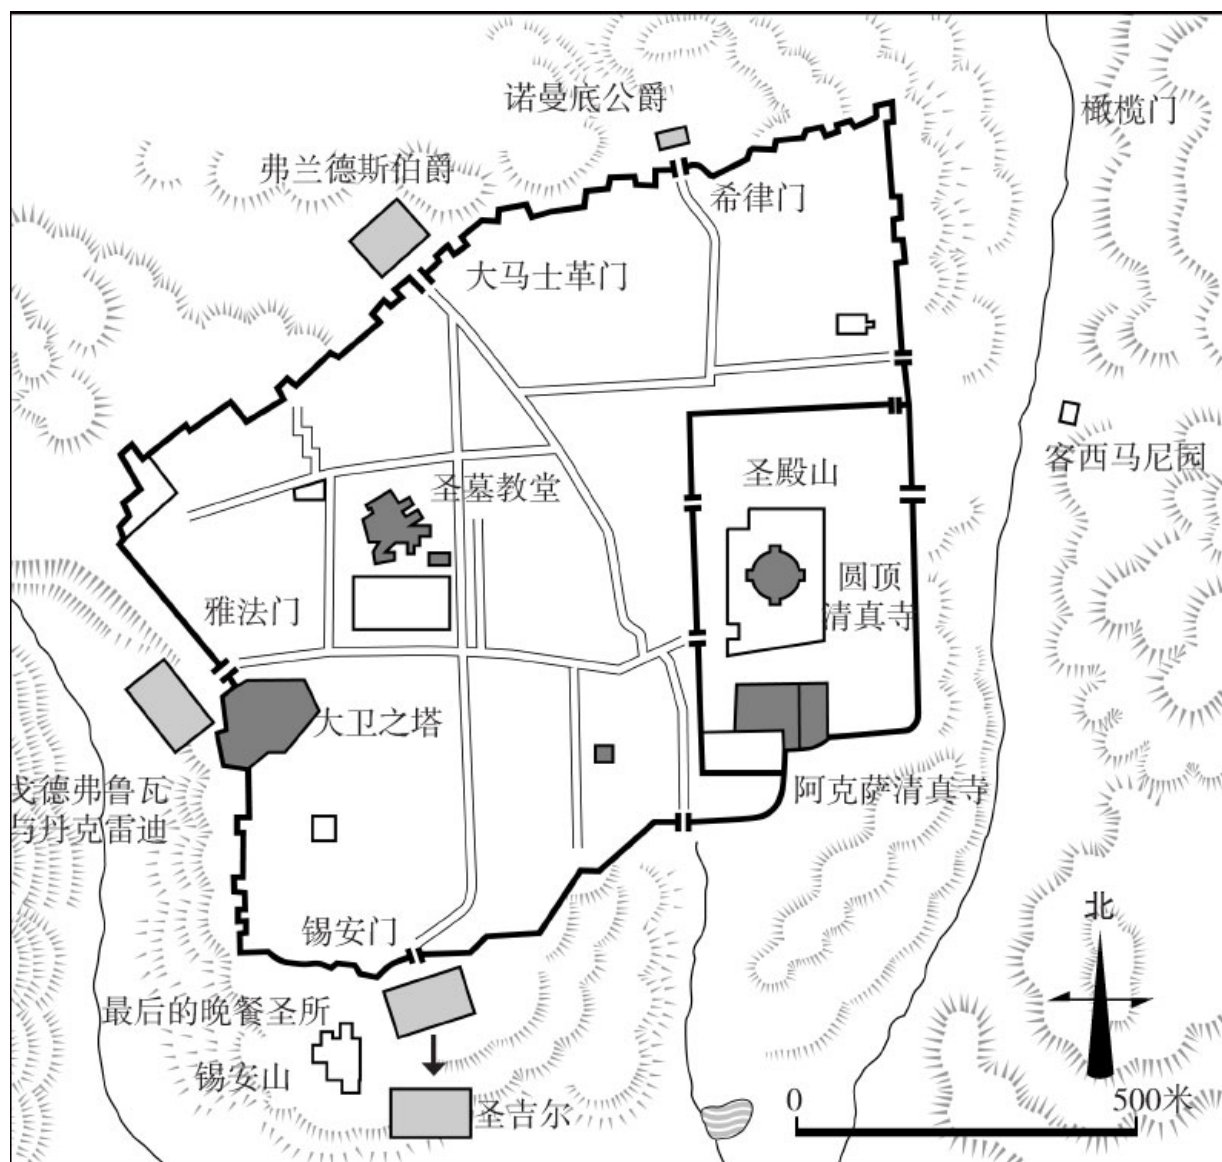 诺曼底公爵
橄榄门
弗兰德斯伯爵
希律门
大马士革门
客西马尼园
圣殿山
圣墓教堂
圆顶
清真寺
雅法门
大卫之塔
戈德弗鲁瓦
与丹克雷迪
阿克萨清真寺
锡安门
北
最后的晚餐圣所
锡安山
圣吉尔
0
500米